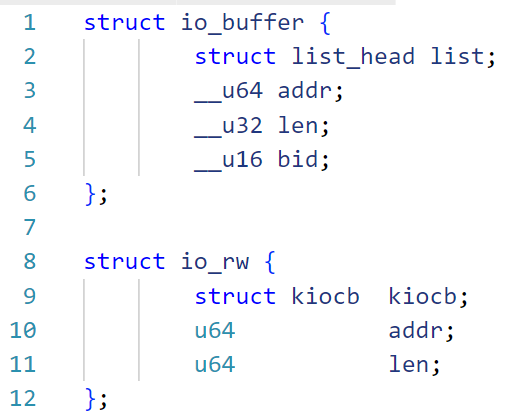 1 struct io_buffer {
2 struct list_head list;
3 __u64 addr;
4 __u32 len;
5 __u16 bid;
6 };
7
8 struct io_rw {
9 struct kiocb  kiocb;
10 u64           addr;
11 u64           len;
12 };